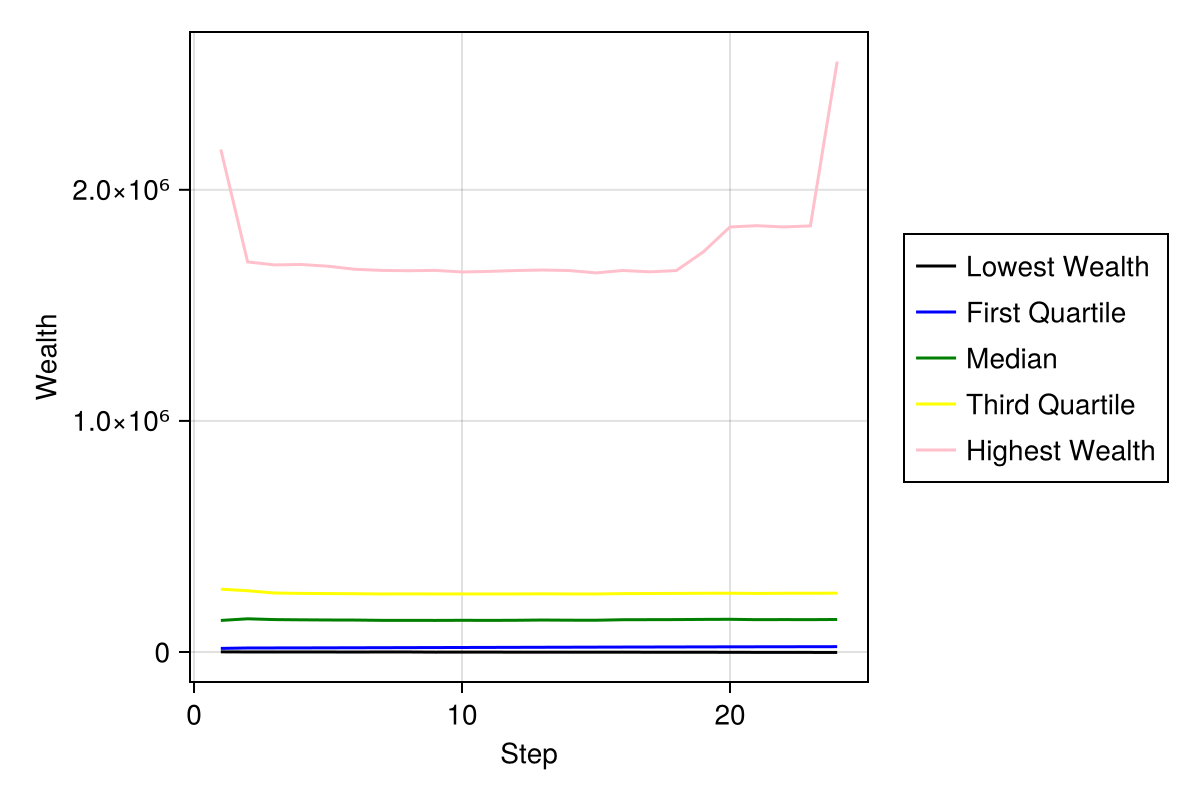 2.0×10⁶
1.0×10⁶
0
Wealth
0 10 20
Step
Lowest Wealth
First Quartile
Median
Third Quartile
Highest Wealth